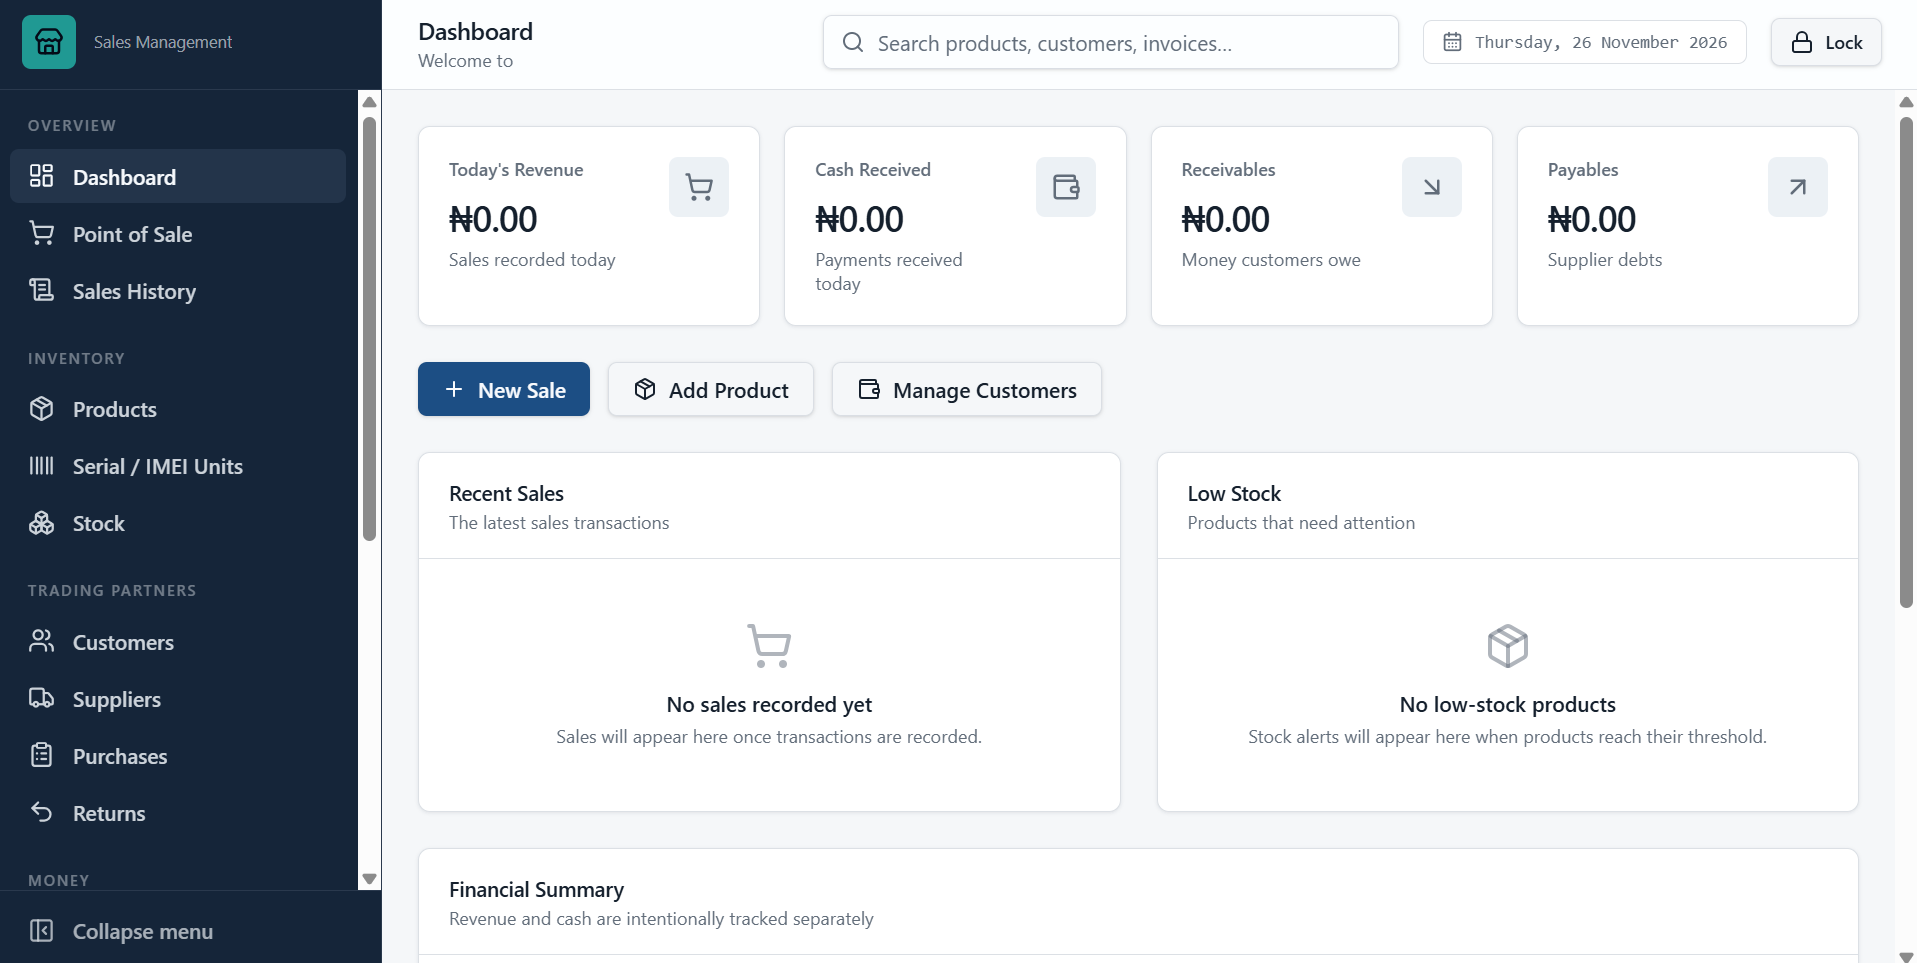 Sales Management
OVERVIEW
Dashboard
Point of Sale
Sales History
INVENTORY
Products
Serial / IMEI Units
Stock
TRADING PARTNERS
Customers
Suppliers
Purchases
Returns
MONEY
Collapse menu
Dashboard
Welcome to
Search products, customers, invoices...
Thursday, 26 November 2026
Lock
Today's Revenue
₦0.00
Sales recorded today
Cash Received
₦0.00
Payments received
today
Receivables
₦0.00
Money customers owe
Payables
₦0.00
Supplier debts
New Sale
Add Product
Manage Customers
Recent Sales
The latest sales transactions
No sales recorded yet
Sales will appear here once transactions are recorded.
Low Stock
Products that need attention
No low-stock products
Stock alerts will appear here when products reach their threshold.
Financial Summary
Revenue and cash are intentionally tracked separately